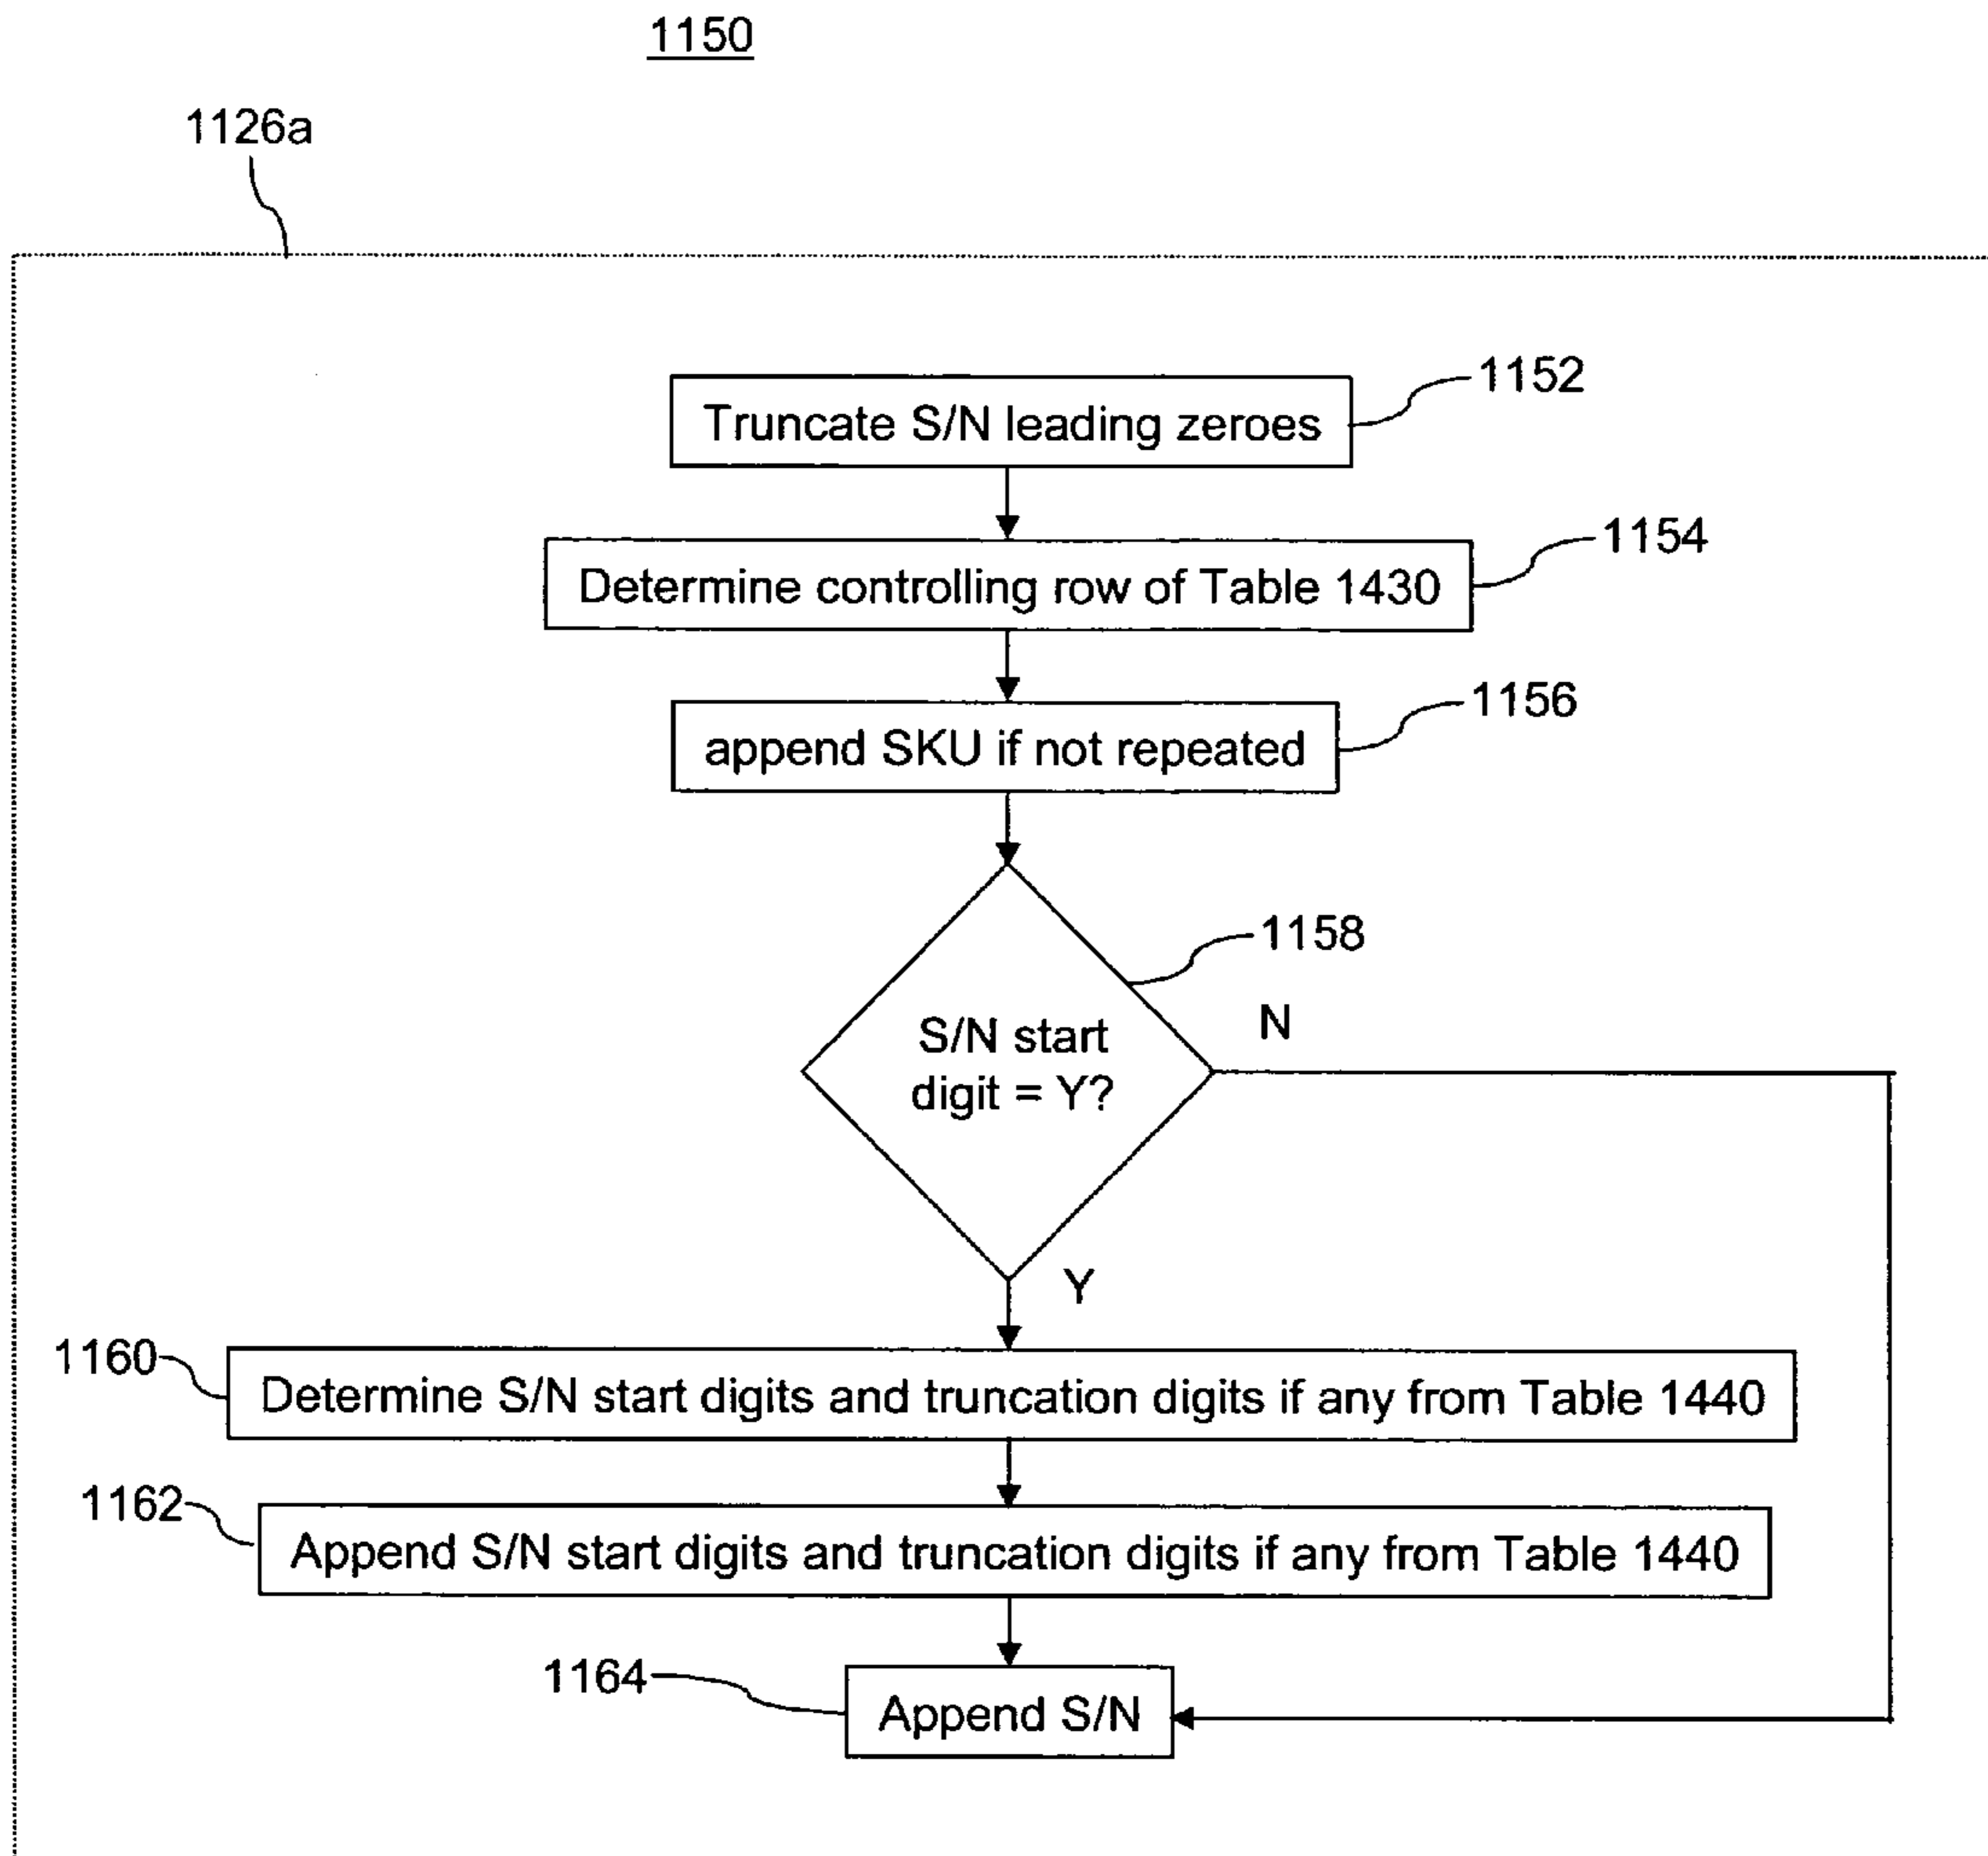 1150
1126a
Truncate S/N leading zeroes
1152
Determine controlling row of Table 1430
1154
append SKU if not repeated
1156
1158
S/N start
digit = Y?
N
Y
1160
Determine S/N start digits and truncation digits if any from Table 1440
1162
Append S/N start digits and truncation digits if any from Table 1440
1164
Append S/N